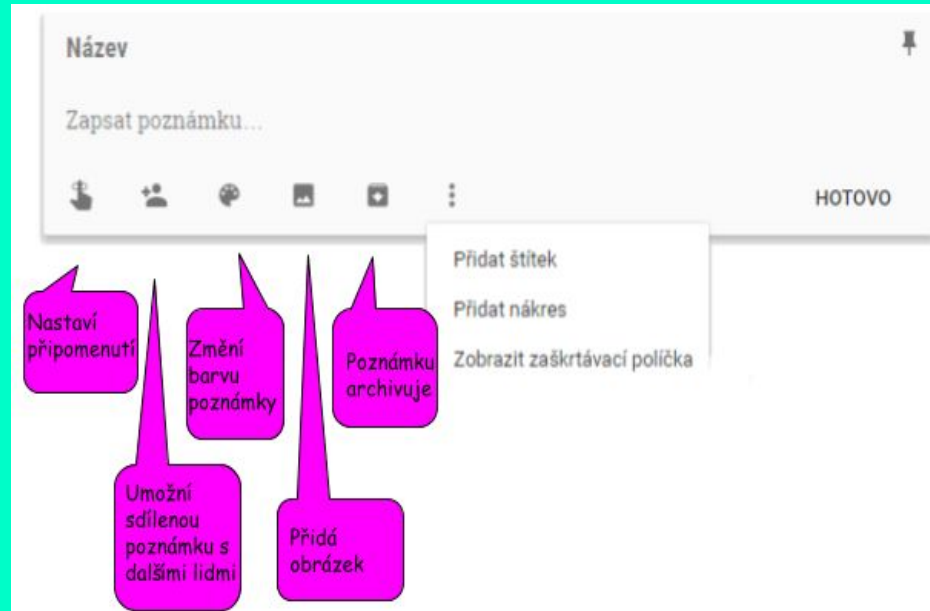 Název
Zapsat poznámku...
HOTOVO
Přidat štítek
Přidat nákres
Zobrazit zaškrtávací políčka
Nastaví
připomenutí
Změní
barvu
poznámky
Poznámku
archivuje
Umožní
sdílenou
poznámku s
dalšími lidmi
Přidá
obrázek